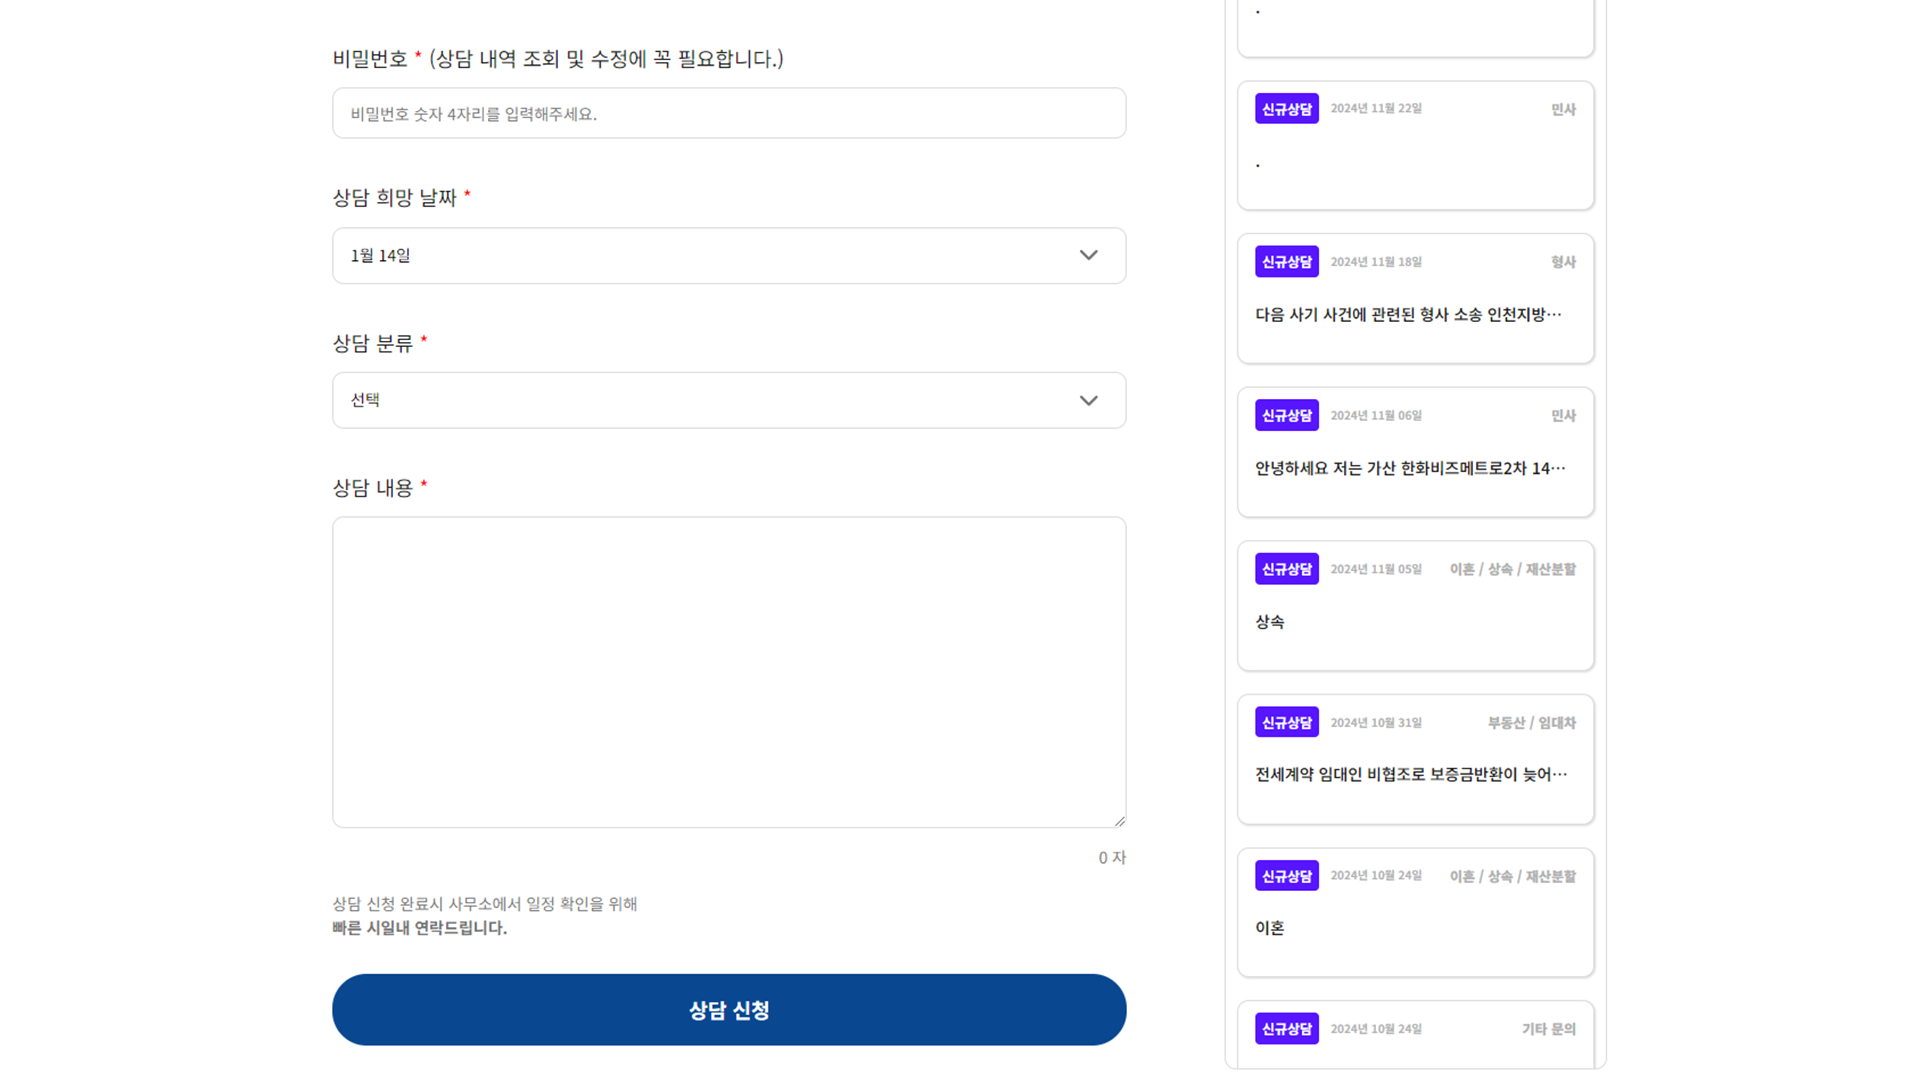 비밀번호 * (상담 내역 조회 및 수정에 꼭 필요합니다.)
비밀번호 숫자 4자리를 입력해주세요.
상담 희망 날짜 *
1월 14일
상담 분류 *
선택
상담 내용 *
0 자
상담 신청 완료시 사무소에서 일정 확인을 위해
빠른 시일내 연락드립니다.
상담 신청
.
신규상담 2024년 11월 22일 민사
.
신규상담 2024년 11월 18일 형사
다음 사기 사건에 관련된 형사 소송 인천지방…
신규상담 2024년 11월 06일 민사
안녕하세요 저는 가산 한화비즈메트로2차 14…
신규상담 2024년 11월 05일 이혼 / 상속 / 재산분할
상속
신규상담 2024년 10월 31일 부동산 / 임대차
전세계약 임대인 비협조로 보증금반환이 늦어…
신규상담 2024년 10월 24일 이혼 / 상속 / 재산분할
이혼
신규상담 2024년 10월 24일 기타 문의